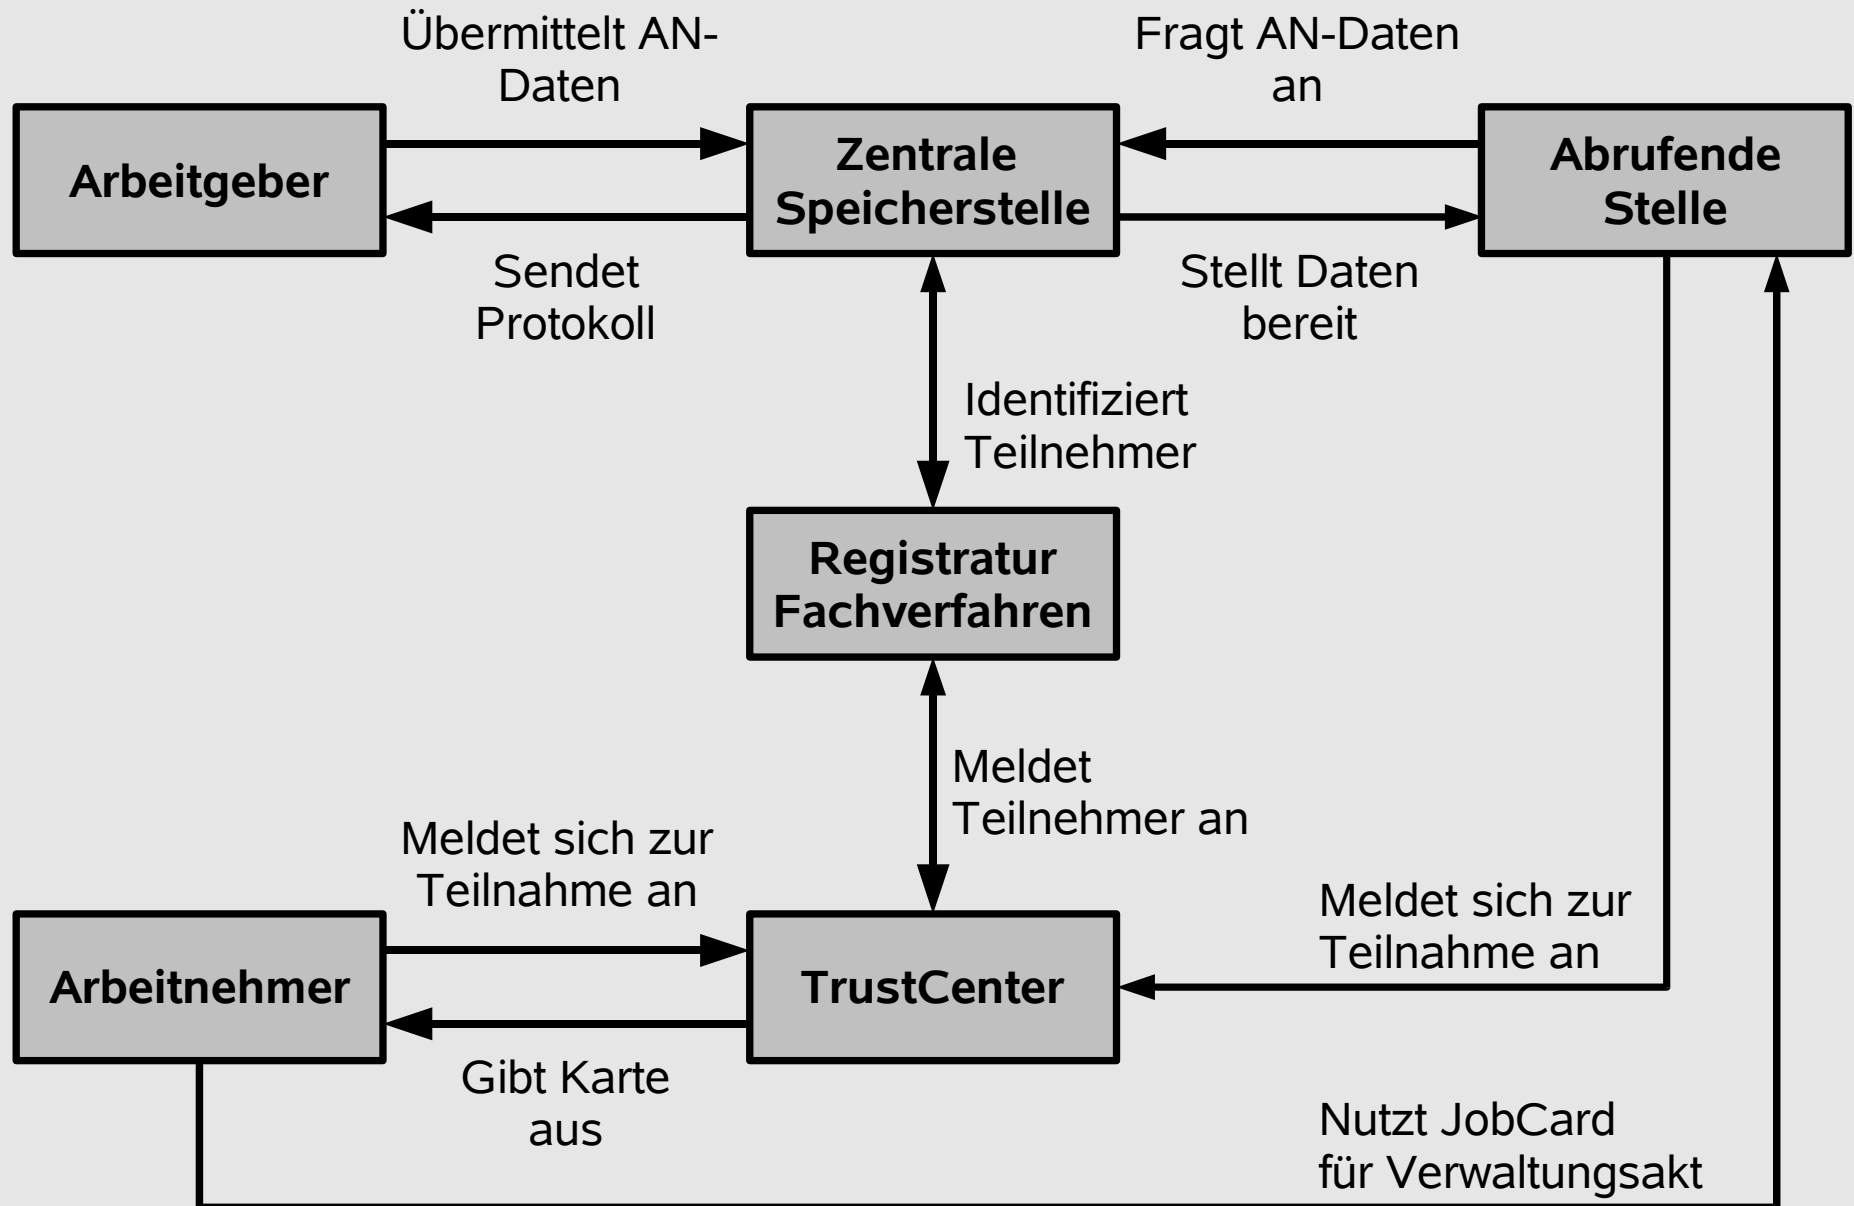 Übermittelt AN-
Daten
Fragt AN-Daten
an
Arbeitgeber
Zentrale
Speicherstelle
Abrufende
Stelle
Sendet
Protokoll
Stellt Daten
bereit
Identifiziert
Teilnehmer
Registratur
Fachverfahren
Meldet
Teilnehmer an
Meldet sich zur
Teilnahme an
Meldet sich zur
Teilnahme an
Arbeitnehmer
TrustCenter
Gibt Karte
aus
Nutzt JobCard
für Verwaltungsakt